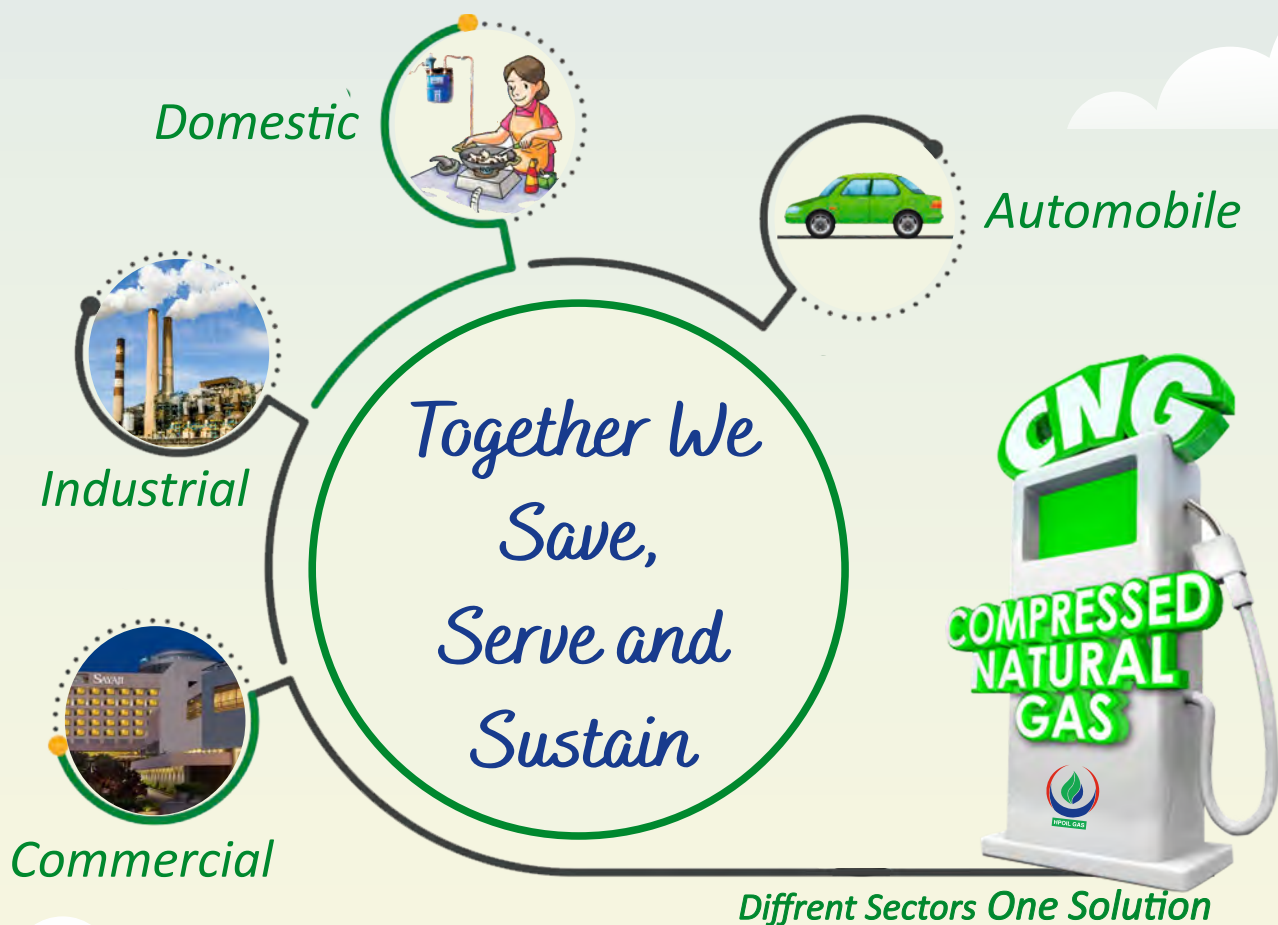 Domestic
Automobile
Industrial
Together We
Save,
Serve and
Sustain
CNG
COMPRESSED
NATURAL
GAS
HPOIL GAS
SAYAJI
Commercial
Diffrent Sectors One Solution